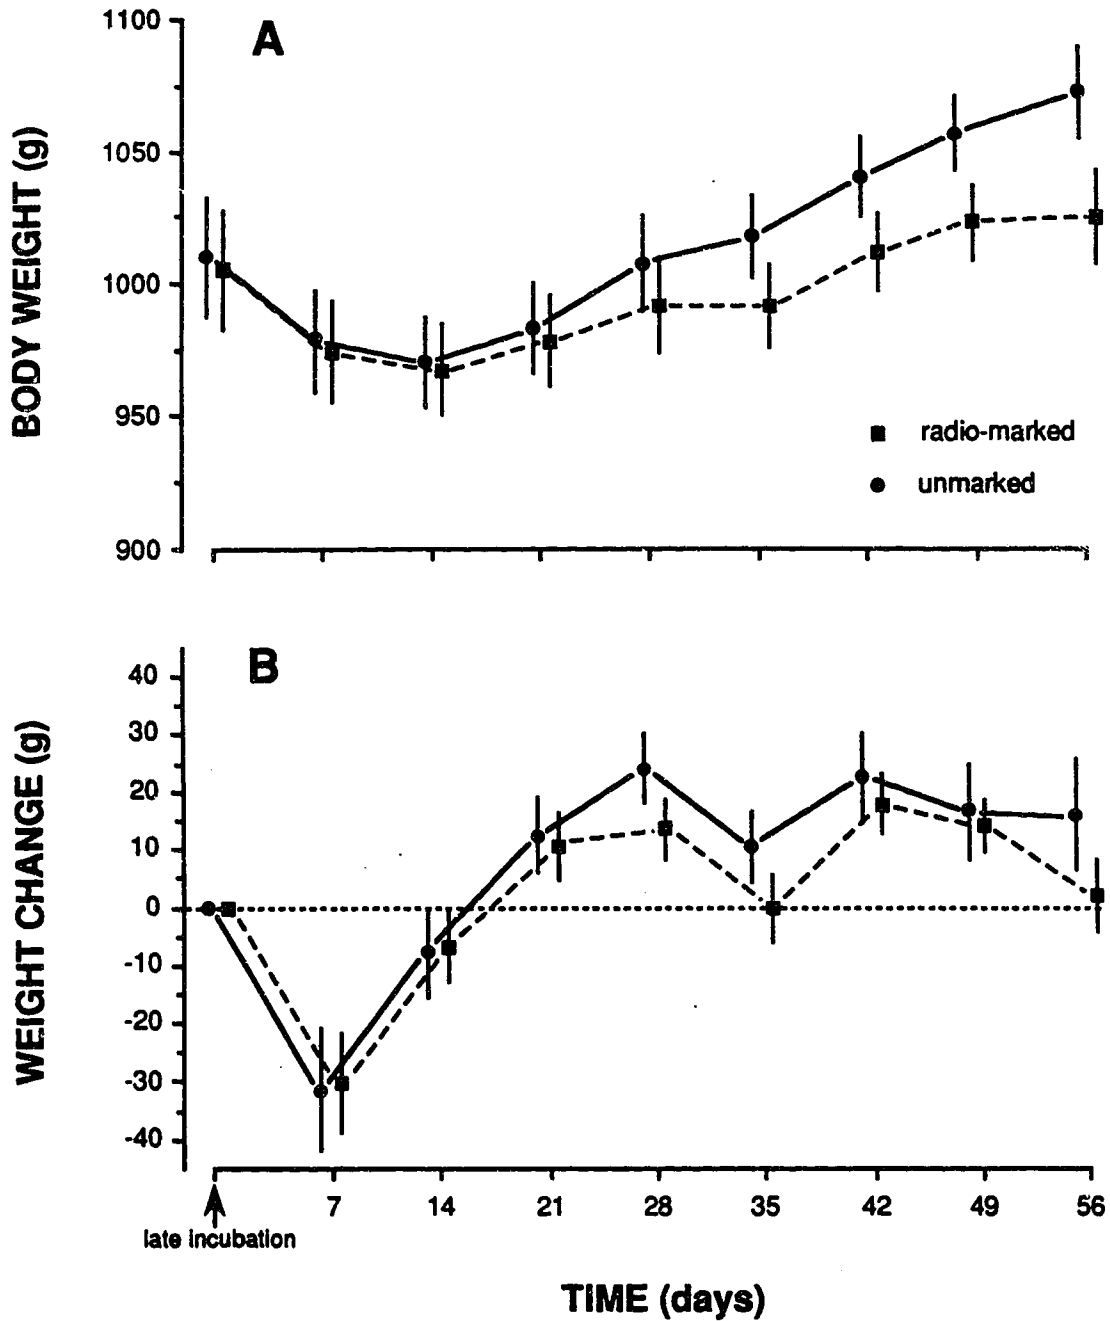 A
BODY WEIGHT (g)
1100
1050
1000
950
900
radio-marked
unmarked
B
WEIGHT CHANGE (g)
40
30
20
10
0
-10
-20
-30
-40
7 14 21 28 35 42 49 56
late incubation
TIME (days)